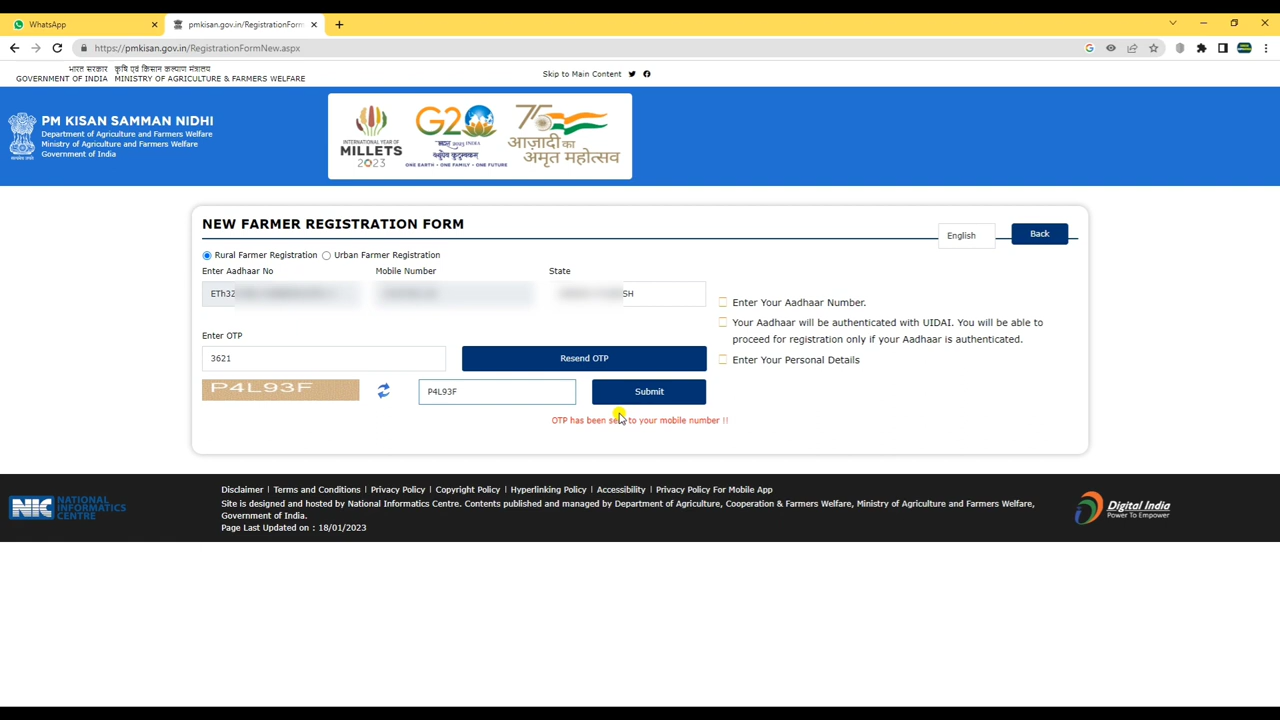 WhatsApp
pmkisan.gov.in/RegistrationForm
https://pmkisan.gov.in/RegistrationFormNew.aspx
भारत सरकार कृषि एवं किसान कल्याण मंत्रालय
GOVERNMENT OF INDIA MINISTRY OF AGRICULTURE & FARMERS WELFARE
Skip to Main Content
PM KISAN SAMMAN NIDHI
Department of Agriculture and Farmers Welfare
Ministry of Agriculture and Farmers Welfare
Government of India
INTERNATIONAL YEAR OF
MILLETS
2023
G20
भारत 2023 INDIA
वसुधैव कुटुम्बकम्
ONE EARTH • ONE FAMILY • ONE FUTURE
75
आज़ादी का
अमृत महोत्सव
NEW FARMER REGISTRATION FORM
English
Back
Rural Farmer Registration Urban Farmer Registration
Enter Aadhaar No Mobile Number State
ETh32 SH
Enter Your Aadhaar Number.
Your Aadhaar will be authenticated with UIDAI. You will be able to
proceed for registration only if your Aadhaar is authenticated.
Enter Your Personal Details
Enter OTP
3621 Resend OTP
P4L93F P4L93F Submit
OTP has been to your mobile number !!
NIC NATIONAL
INFORMATICS
CENTRE
Disclaimer | Terms and Conditions | Privacy Policy | Copyright Policy | Hyperlinking Policy | Accessibility | Privacy Policy For Mobile App
Site is designed and hosted by National Informatics Centre. Contents published and managed by Department of Agriculture, Cooperation & Farmers Welfare, Ministry of Agriculture and Farmers Welfare,
Government of India.
Page Last Updated on : 18/01/2023
Digital India
Power To Empower